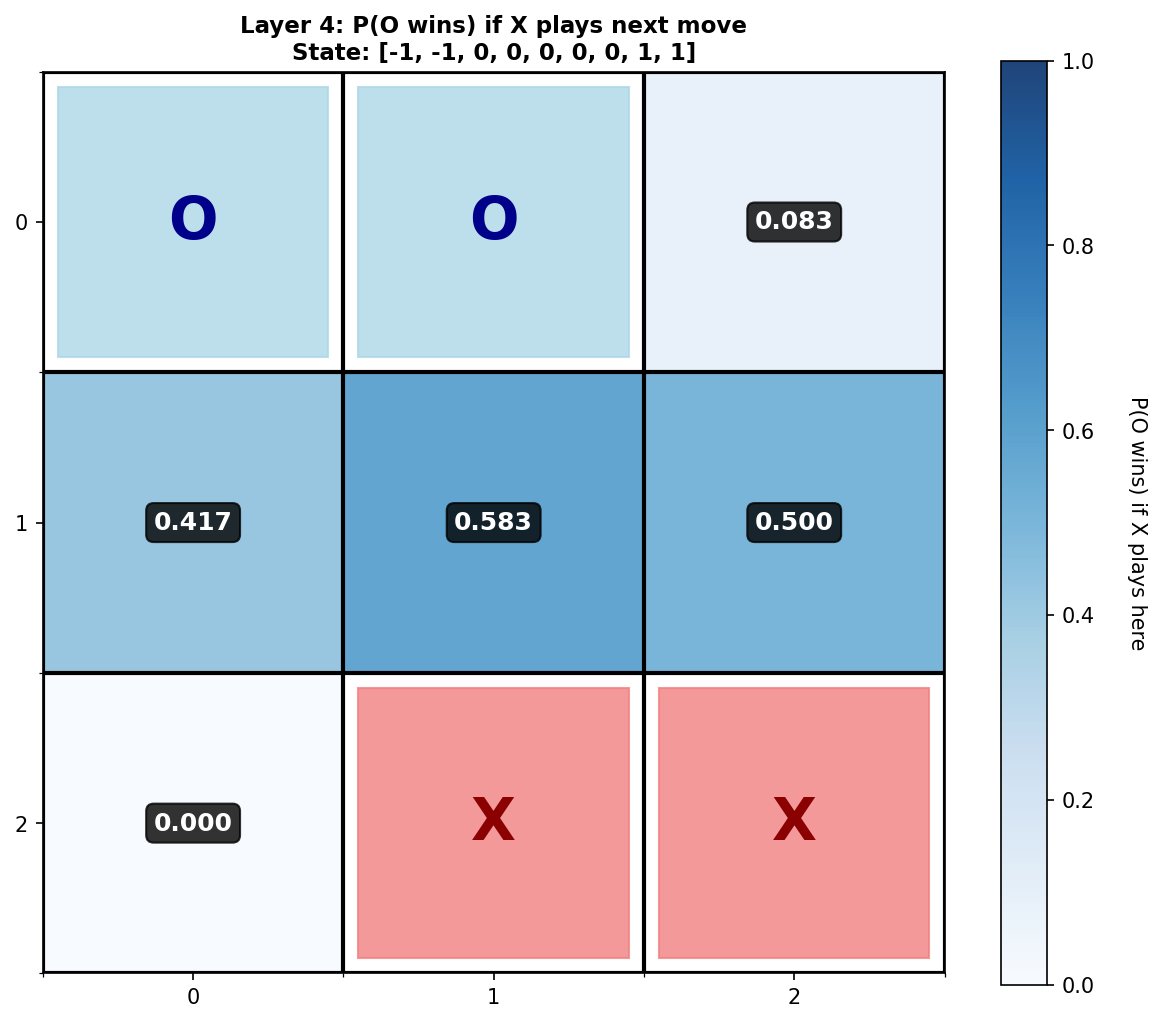 Layer 4: P(O wins) if X plays next move
State: [-1, -1, 0, 0, 0, 0, 0, 1, 1]
0
O
O
0.083
1
0.417
0.583
0.500
2
0.000
X
X
0
1
2
1.0
0.8
0.6
0.4
0.2
0.0
P(O wins) if X plays here